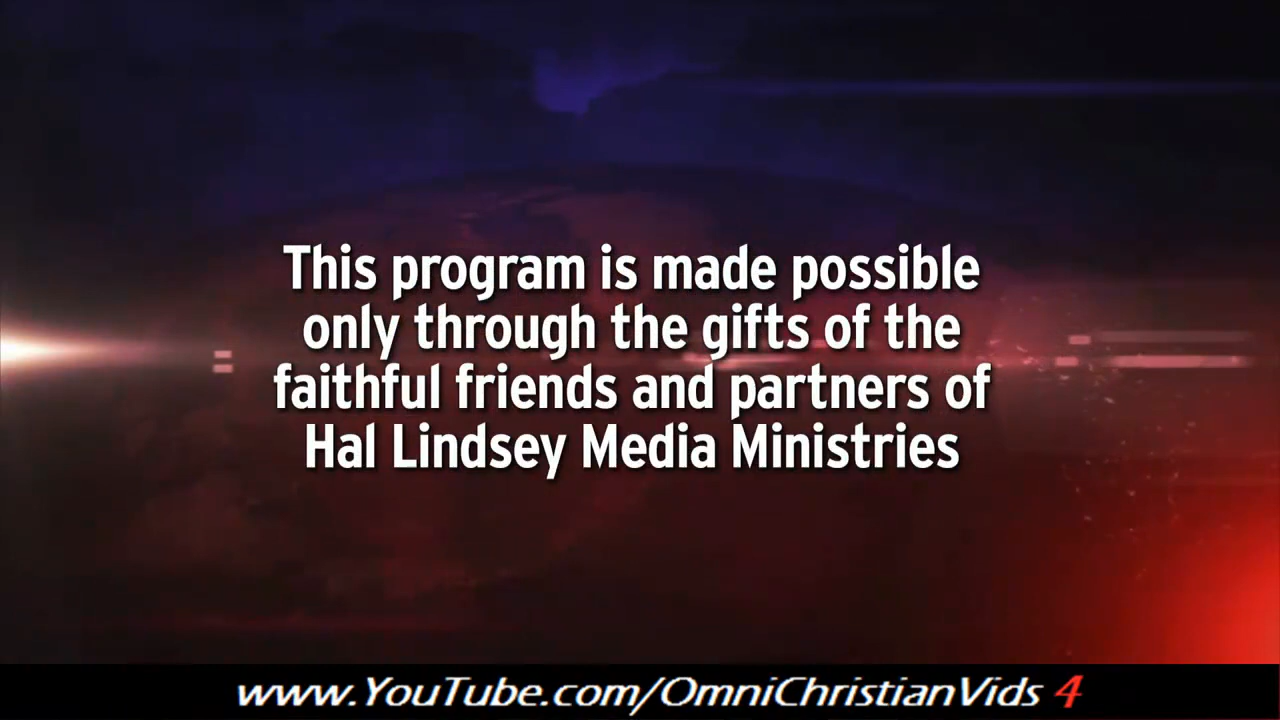 This program is made possible
only through the gifts of the
faithful friends and partners of
Hal Lindsey Media Ministries
www.YouTube.com/OmniChristianVids 4